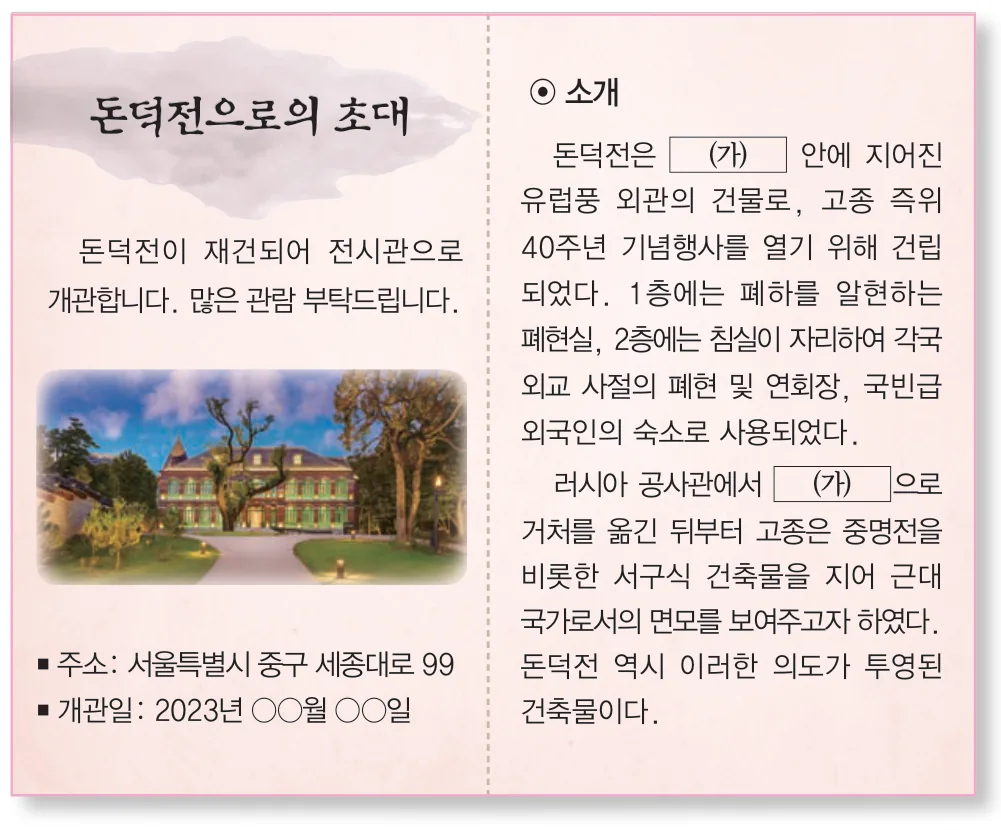 돈덕전으로의 초대
돈덕전이 재건되어 전시관으로
개관합니다. 많은 관람 부탁드립니다.
■ 주소: 서울특별시 중구 세종대로 99
■ 개관일: 2023년 ○○월 ○○일
⊙ 소개
돈덕전은 (가) 안에 지어진
유럽풍 외관의 건물로, 고종 즉위
40주년 기념행사를 열기 위해 건립
되었다. 1층에는 폐하를 알현하는
폐현실, 2층에는 침실이 자리하여 각국
외교 사절의 폐현 및 연회장, 국빈급
외국인의 숙소로 사용되었다.
러시아 공사관에서 (가)으로
거처를 옮긴 뒤부터 고종은 중명전을
비롯한 서구식 건축물을 지어 근대
국가로서의 면모를 보여주고자 하였다.
돈덕전 역시 이러한 의도가 투영된
건축물이다.